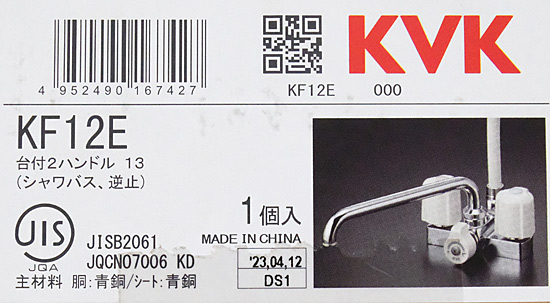 4 952490 167427
KF12E 000
KVK
KF12E
台付2ハンドル 13
(シャワバス、逆止)
1個入
MADE IN CHINA
JIS
JQA
JISB2061
JQCN07006 KD
'23,04,12
DS1
主材料 胴:青銅/シート:青銅